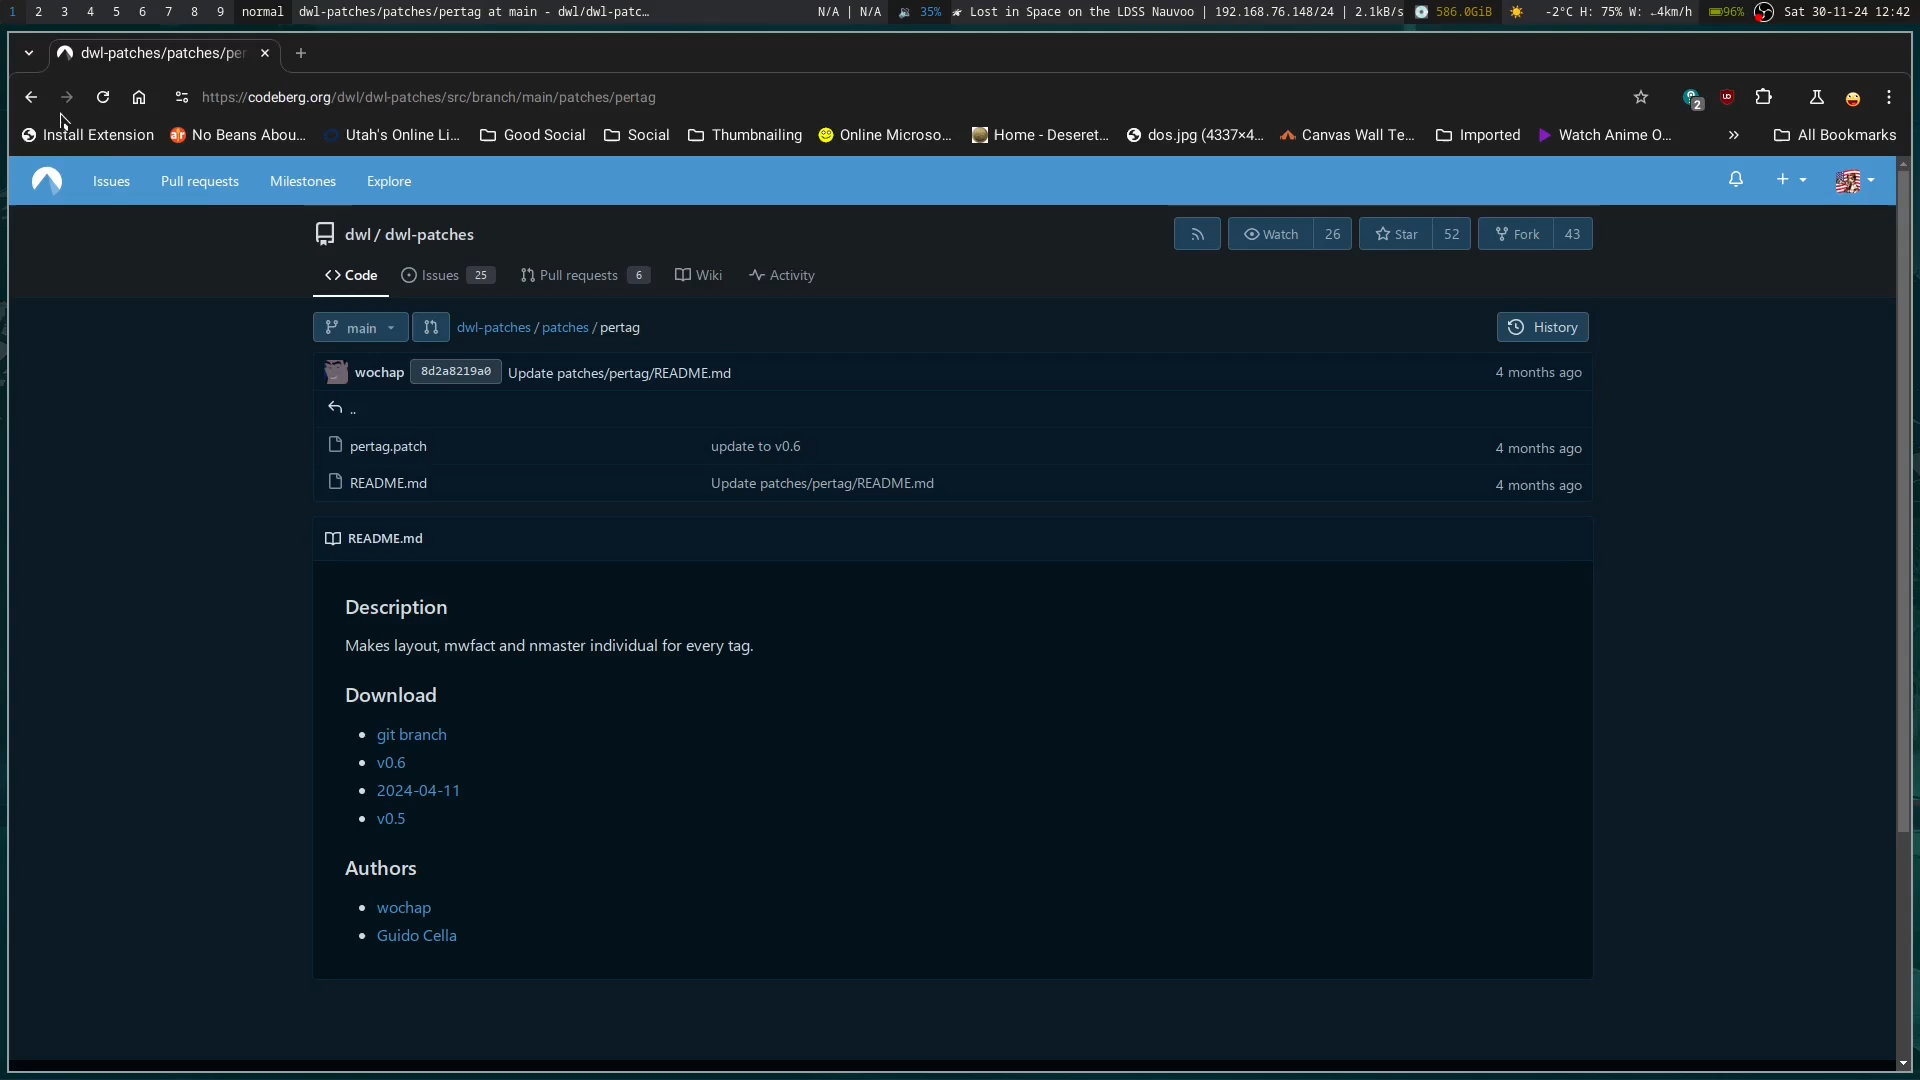 1 2 3 4 5 6 7 8 9 normal dwl-patches/patches/pertag at main - dwl/dwl-patc… N/A | N/A 35% Lost in Space on the LDSS Nauvoo | 192.168.76.148/24 | 2.1kB/s 586.0GiB -2°C H: 75% W: 4km/h 96% Sat 30-11-24 12:42
dwl-patches/patches/per
https://codeberg.org/dwl/dwl-patches/src/branch/main/patches/pertag 2
Install Extension No Beans Abou… Utah's Online Li… Good Social Social Thumbnailing Online Microso… Home - Deseret… dos.jpg (4337×4… Canvas Wall Te… Imported Watch Anime O… » All Bookmarks
Issues Pull requests Milestones Explore
dwl / dwl-patches Watch 26 Star 52 Fork 43
Code Issues 25 Pull requests 6 Wiki Activity
main dwl-patches / patches / pertag History
wochap 8d2a8219a0 Update patches/pertag/README.md 4 months ago
..
pertag.patch update to v0.6 4 months ago
README.md Update patches/pertag/README.md 4 months ago
README.md
Description
Makes layout, mwfact and nmaster individual for every tag.
Download
git branch
v0.6
2024-04-11
v0.5
Authors
wochap
Guido Cella